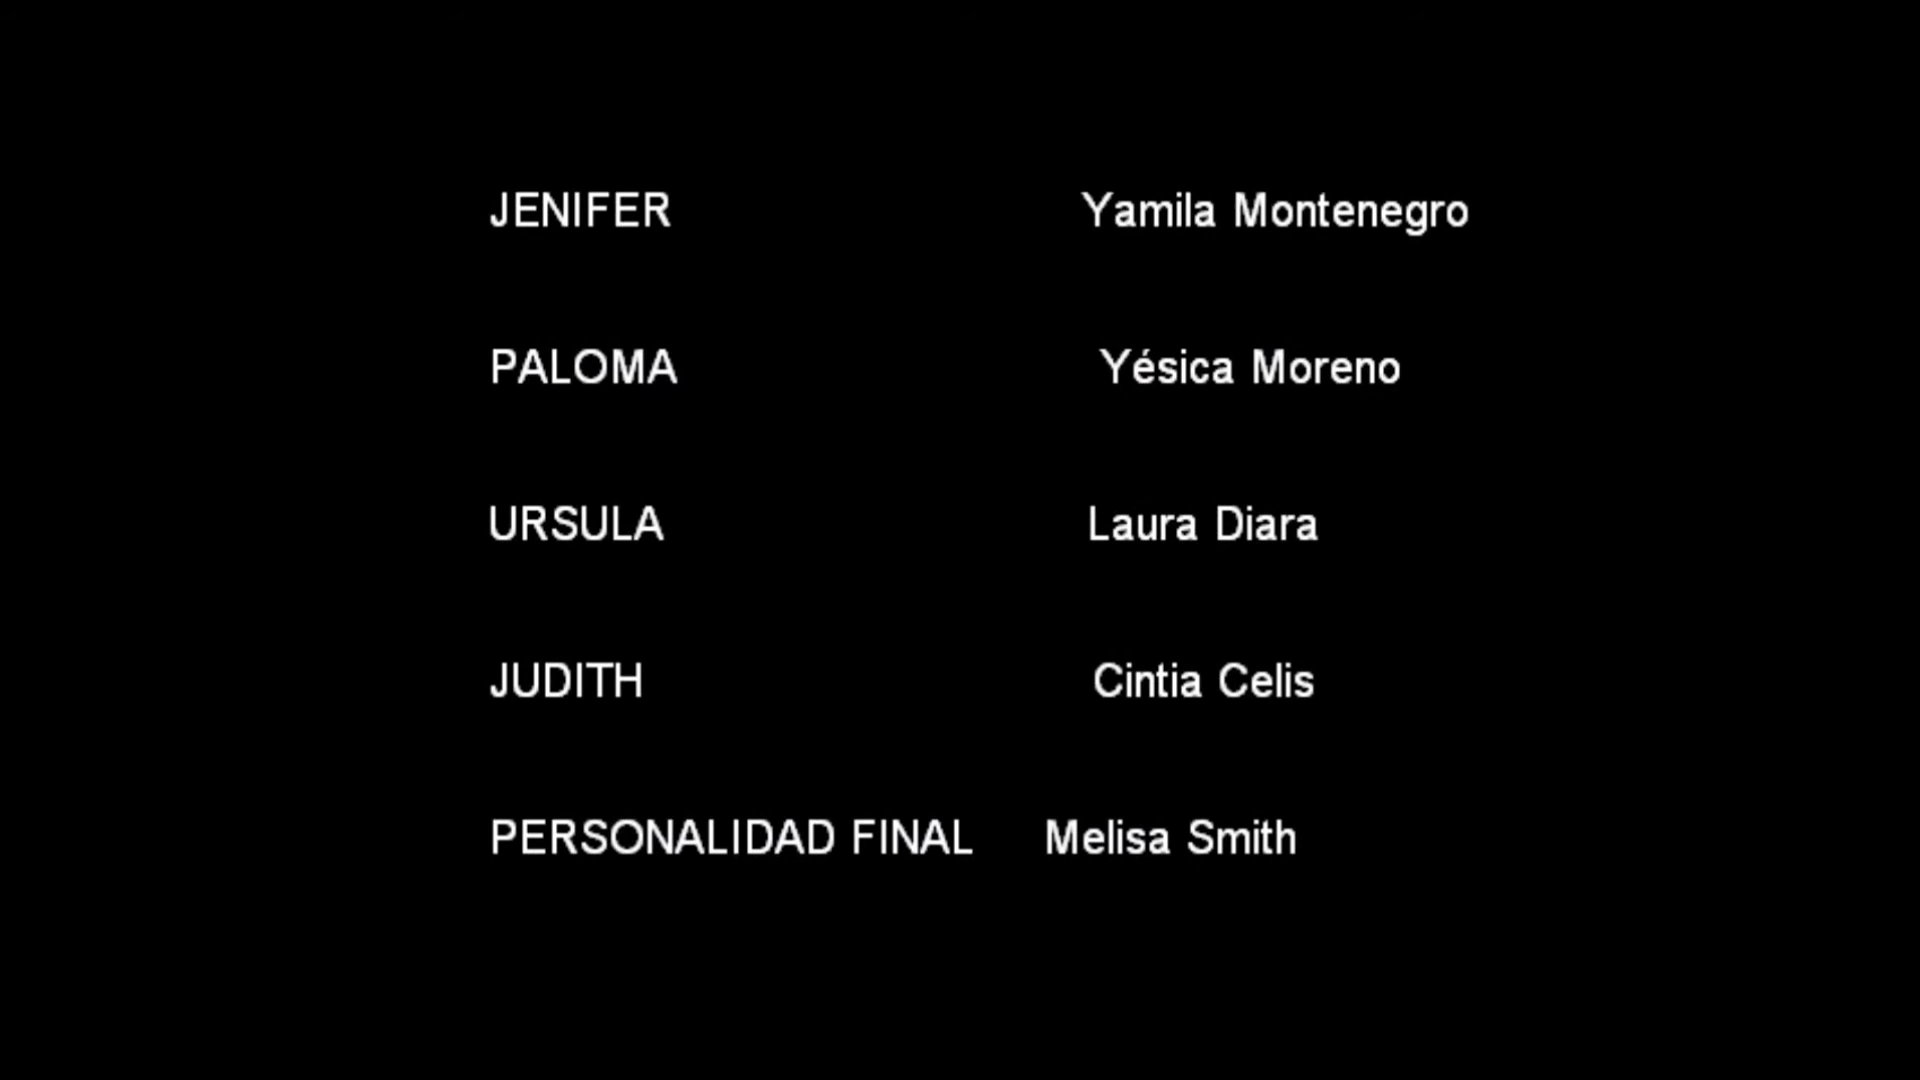 JENIFER Yamila Montenegro
PALOMA Yésica Moreno
URSULA Laura Diara
JUDITH Cintia Celis
PERSONALIDAD FINAL Melisa Smith